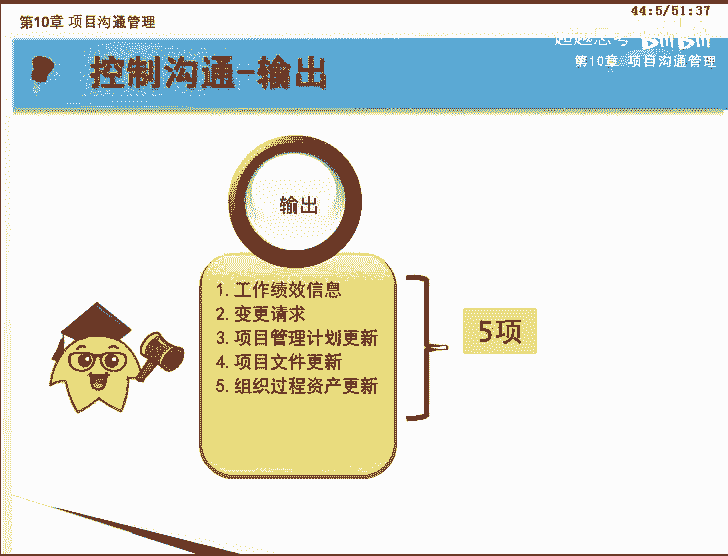 44:5/51:37
第10章 项目沟通管理
超越思考 bilibili
第10章 项目沟通管理
控制沟通-输出
输出
1. 工作绩效信息
2. 变更请求
3. 项目管理计划更新
4. 项目文件更新
5. 组织过程资产更新
5项